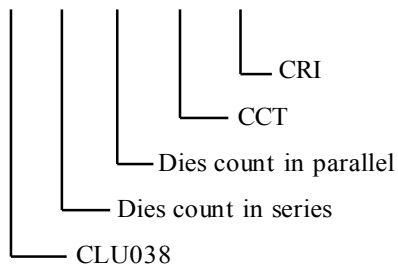 CRI
CCT
Dies count in parallel
Dies count in series
CLU038